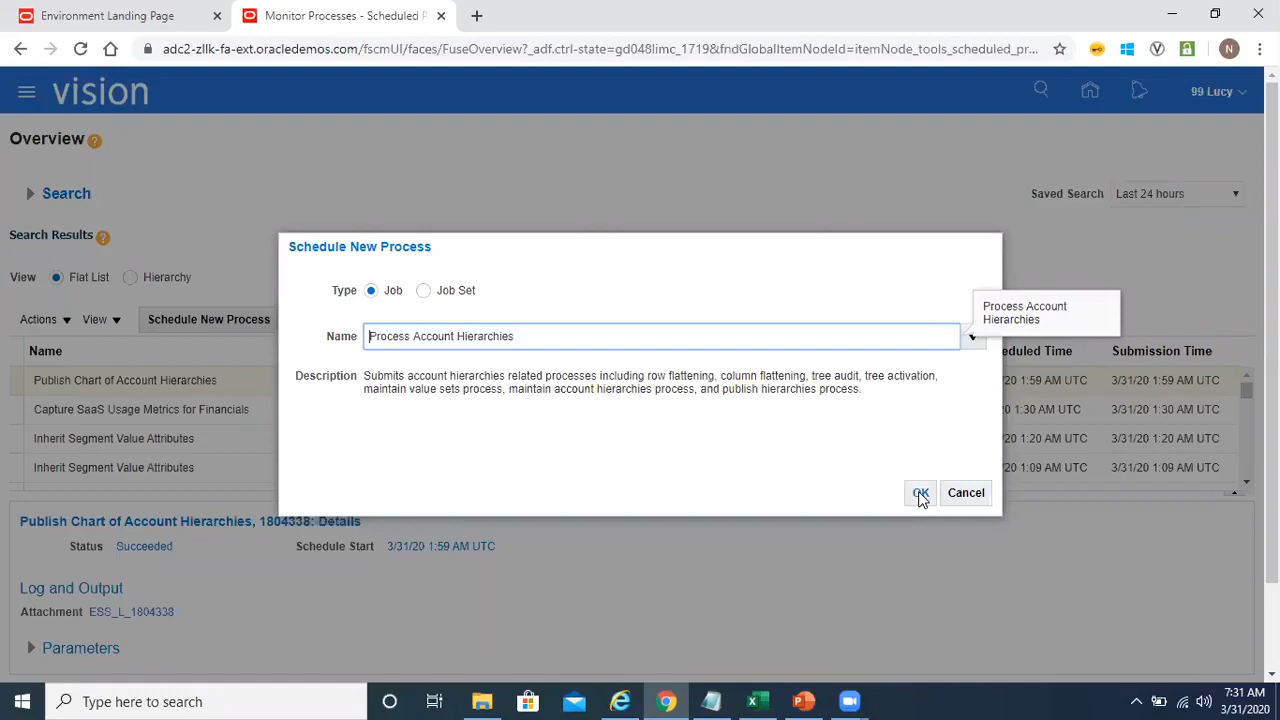 Environment Landing Page
Monitor Processes - Scheduled P
adc2-zllk-fa-ext.oracledemos.com/fscmUI/faces/FuseOverview?_adf.ctrl-state=gd048limc_1719&fndGlobalItemNodeId=itemNode_tools_scheduled_pr...
N
vision
99 Lucy
Overview
Search
Saved Search Last 24 hours
Search Results
View Flat List Hierarchy
Actions View Schedule New Process
Name
Scheduled Time Submission Time
Publish Chart of Account Hierarchies
3/31/20 1:59 AM UTC 3/31/20 1:59 AM UTC
Capture SaaS Usage Metrics for Financials
1:30 AM UTC 3/31/20 1:30 AM UTC
Inherit Segment Value Attributes
1:20 AM UTC 3/31/20 1:20 AM UTC
Inherit Segment Value Attributes
1:09 AM UTC 3/31/20 1:09 AM UTC
Schedule New Process
Type Job Job Set
Name Process Account Hierarchies
Process Account
Hierarchies
Description Submits account hierarchies related processes including row flattening, column flattening, tree audit, tree activation,
maintain value sets process, maintain account hierarchies process, and publish hierarchies process.
OK Cancel
Publish Chart of Account Hierarchies, 1804338: Details
Status Succeeded Schedule Start 3/31/20 1:59 AM UTC
Log and Output
Attachment ESS_L_1804338
Parameters
Type here to search
7:31 AM
3/31/2020